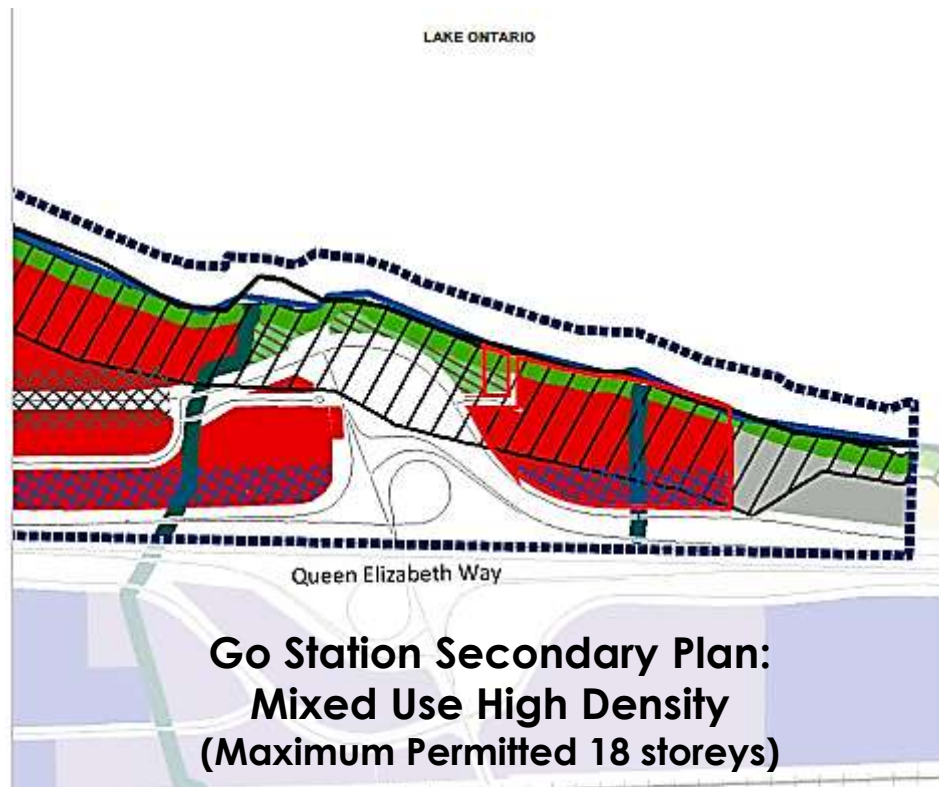 LAKE ONTARIO
Queen Elizabeth Way
Go Station Secondary Plan:
Mixed Use High Density
(Maximum Permitted 18 storeys)